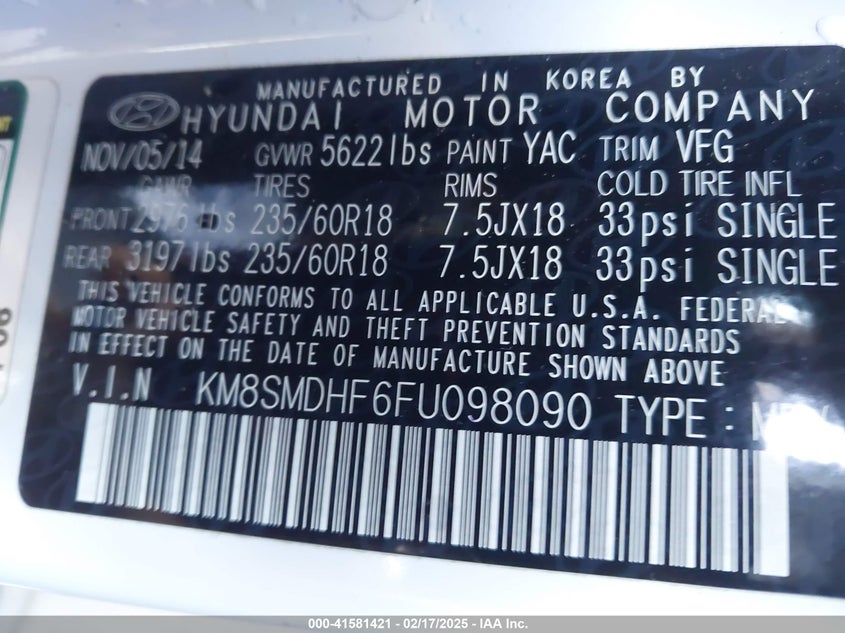 MANUFACTURED IN KOREA BY
HYUNDAI MOTOR COMPANY
NOV/05/14 GVWR 5622lbs PAINT YAC TRIM VFG
GAWR TIRES RIMS COLD TIRE INFL
FRONT 2976 lbs 235/60R18 7.5JX18 33psi SINGLE
REAR 3197lbs 235/60R18 7.5JX18 33psi SINGLE
THIS VEHICLE CONFORMS TO ALL APPLICABLE U.S.A. FEDERAL
MOTOR VEHICLE SAFETY AND THEFT PREVENTION STANDARDS
IN EFFECT ON THE DATE OF MANUFACTURE SHOWN ABOVE
V.I.N KM8SMDHF6FU098090 TYPE :
000-41581421 - 02/17/2025 - IAA Inc.